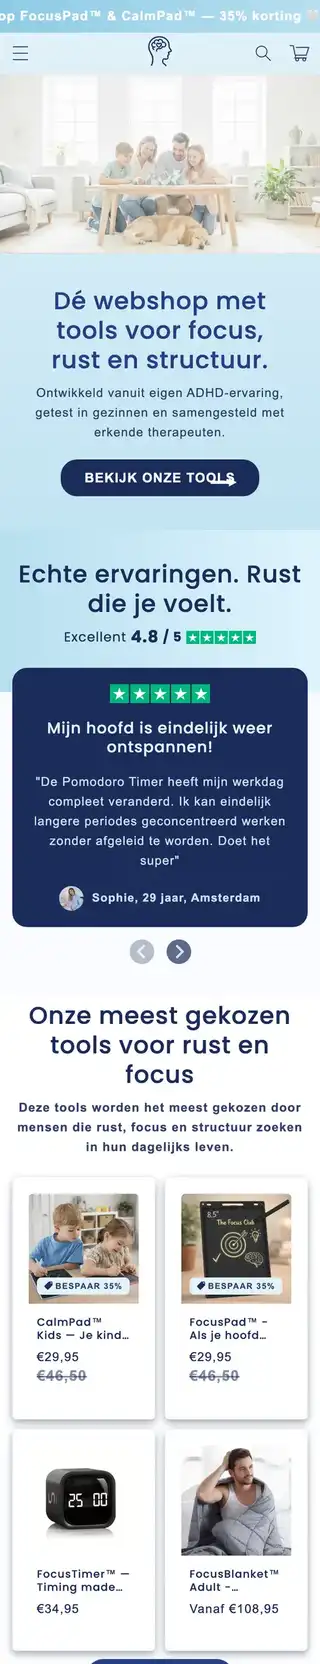 op FocusPad™ & CalmPad™ — 35% korting
Dé webshop met
tools voor focus,
rust en structuur.
Ontwikkeld vanuit eigen ADHD-ervaring,
getest in gezinnen en samengesteld met
erkende therapeuten.
BEKIJK ONZE TOOLS
Echte ervaringen. Rust
die je voelt.
Excellent 4.8 / 5
Mijn hoofd is eindelijk weer
ontspannen!
"De Pomodoro Timer heeft mijn werkdag
compleet veranderd. Ik kan eindelijk
langere periodes geconcentreerd werken
zonder afgeleid te worden. Doet het
super"
Sophie, 29 jaar, Amsterdam
Onze meest gekozen
tools voor rust en
focus
Deze tools worden het meest gekozen door
mensen die rust, focus en structuur zoeken
in hun dagelijks leven.
BESPAAR 35%
CalmPad™
Kids — Je kind...
€29,95
€46,50
8,5"
The Focus Club
BESPAAR 35%
FocusPad™ -
Als je hoofd...
€29,95
€46,50
25 00
FocusTimer™ —
Timing made...
€34,95
FocusBlanket™
Adult -...
Vanaf €108,95